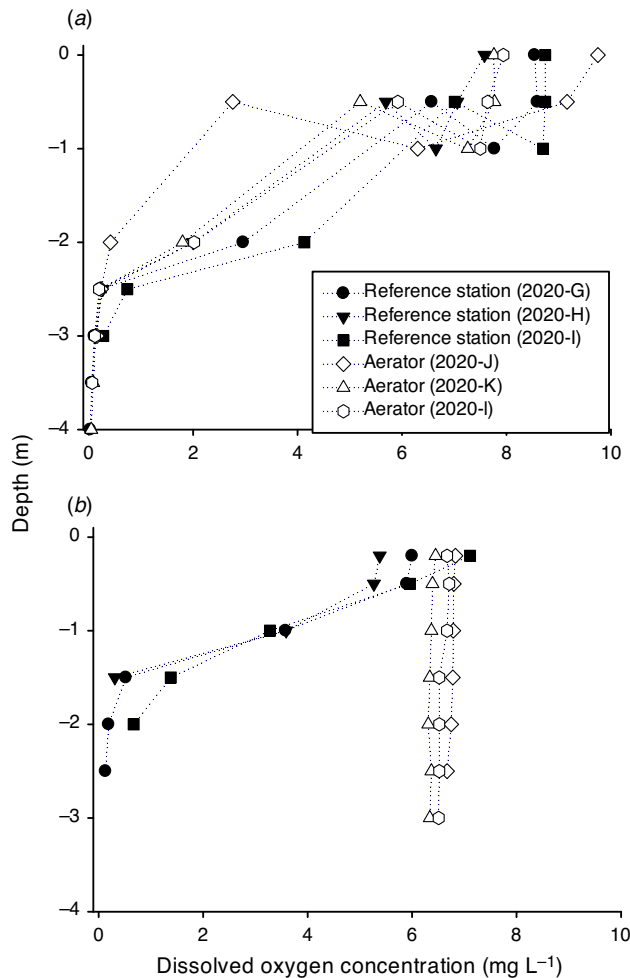 (a)
0
–1
–2
–3
–4
0
2
4
6
8
10
Reference station (2020-G)
Reference station (2020-H)
Reference station (2020-I)
Aerator (2020-J)
Aerator (2020-K)
Aerator (2020-I)
Depth (m)
(b)
0
–1
–2
–3
–4
0
2
4
6
8
10
Dissolved oxygen concentration (mg L–1)